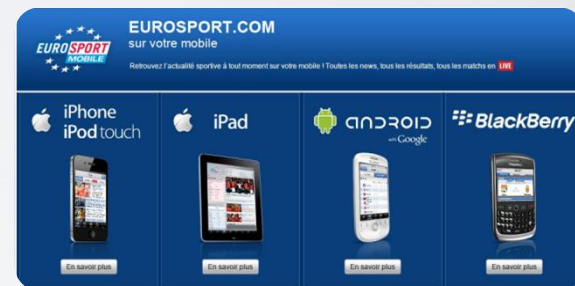 EUROSPORT
MOBILE
EUROSPORT.COM
sur votre mobile
Retrouvez l'actualité sportive à tout moment sur votre mobile ! Toutes les news, tous les résultats, tous les matchs en LIVE
iPhone
iPod touch
iPad
android
with Google
BlackBerry
En savoir plus
En savoir plus
En savoir plus
En savoir plus